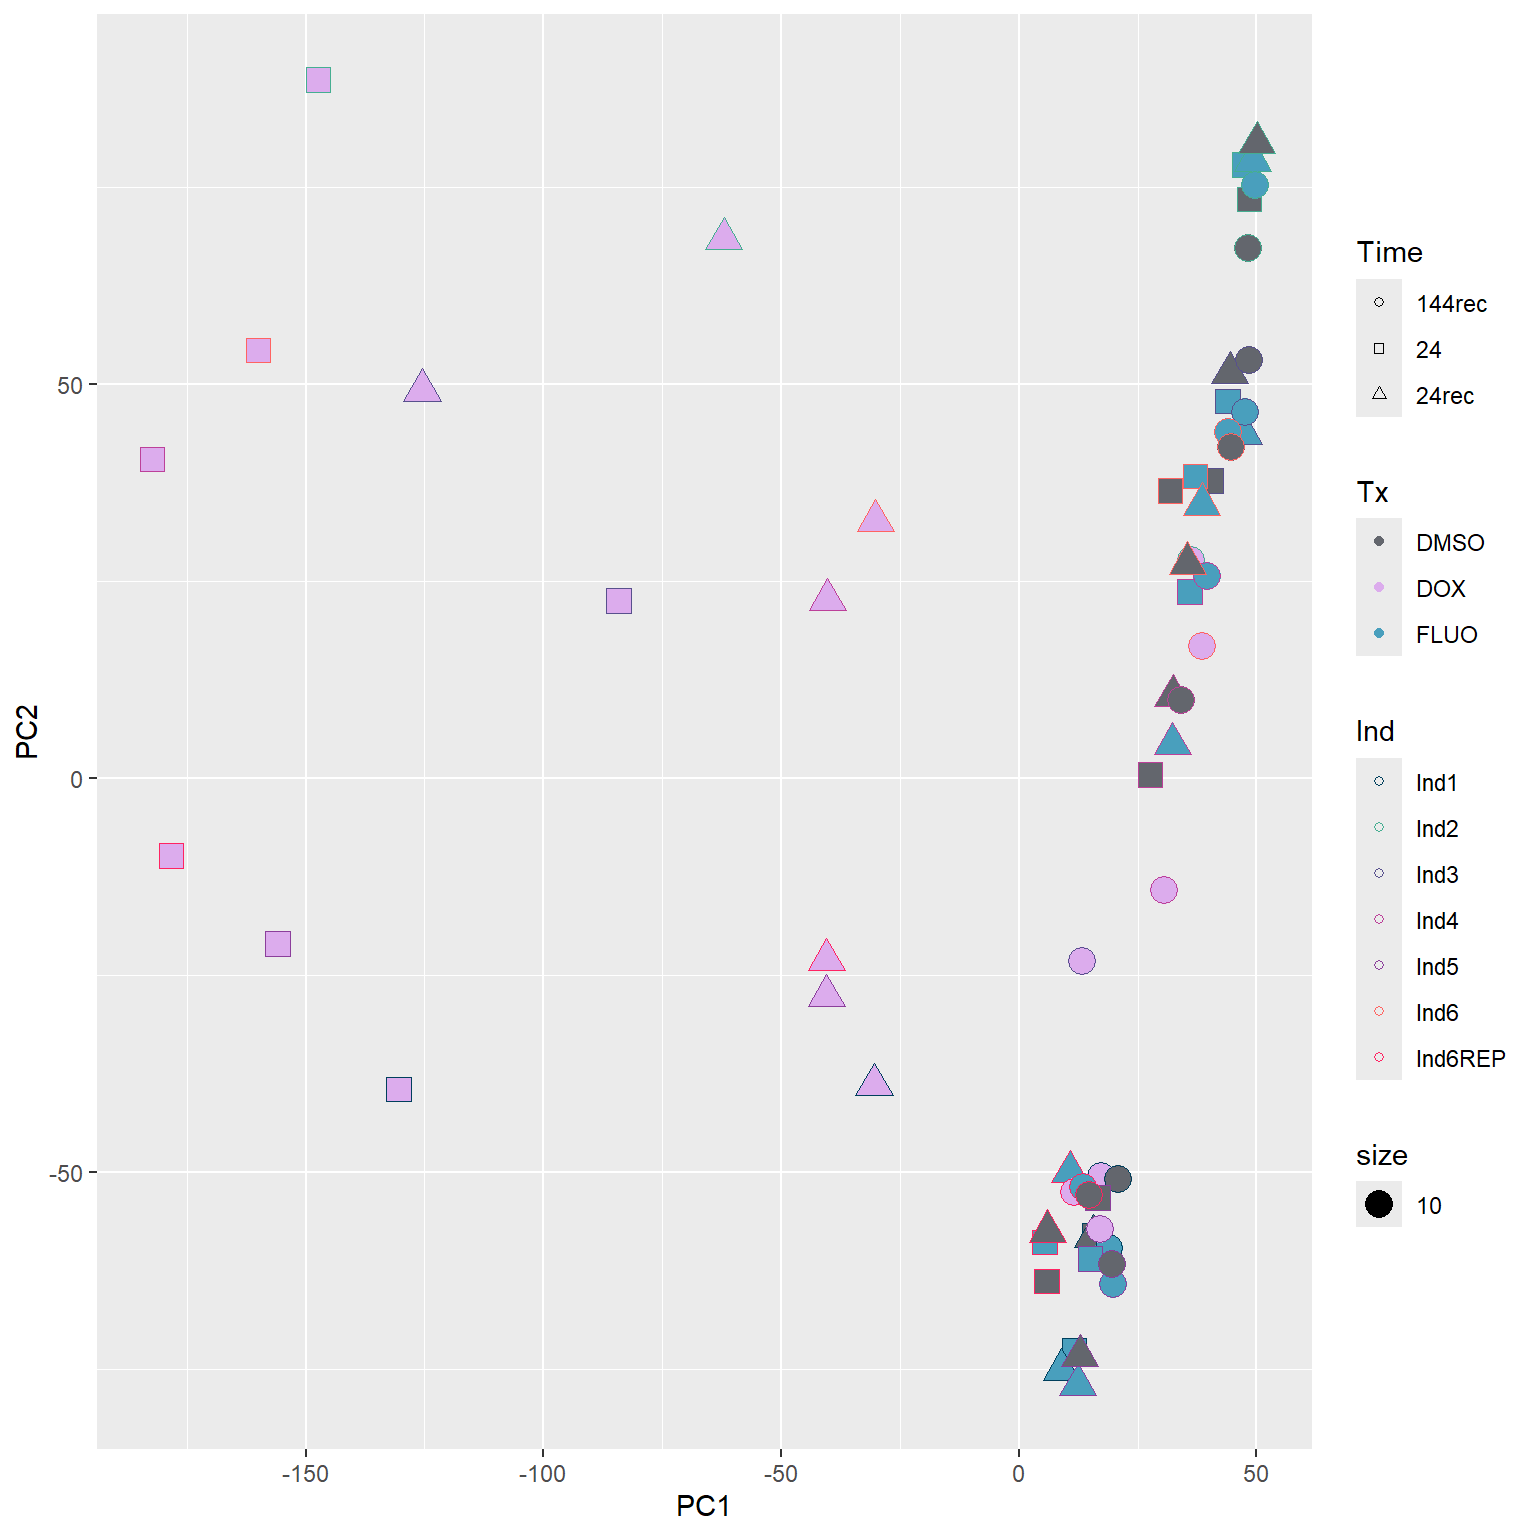 50
0
-50
PC2
-150
-100
-50
0
50
PC1
Time
144rec
24
24rec
Tx
DMSO
DOX
FLUO
Ind
Ind1
Ind2
Ind3
Ind4
Ind5
Ind6
Ind6REP
size
10